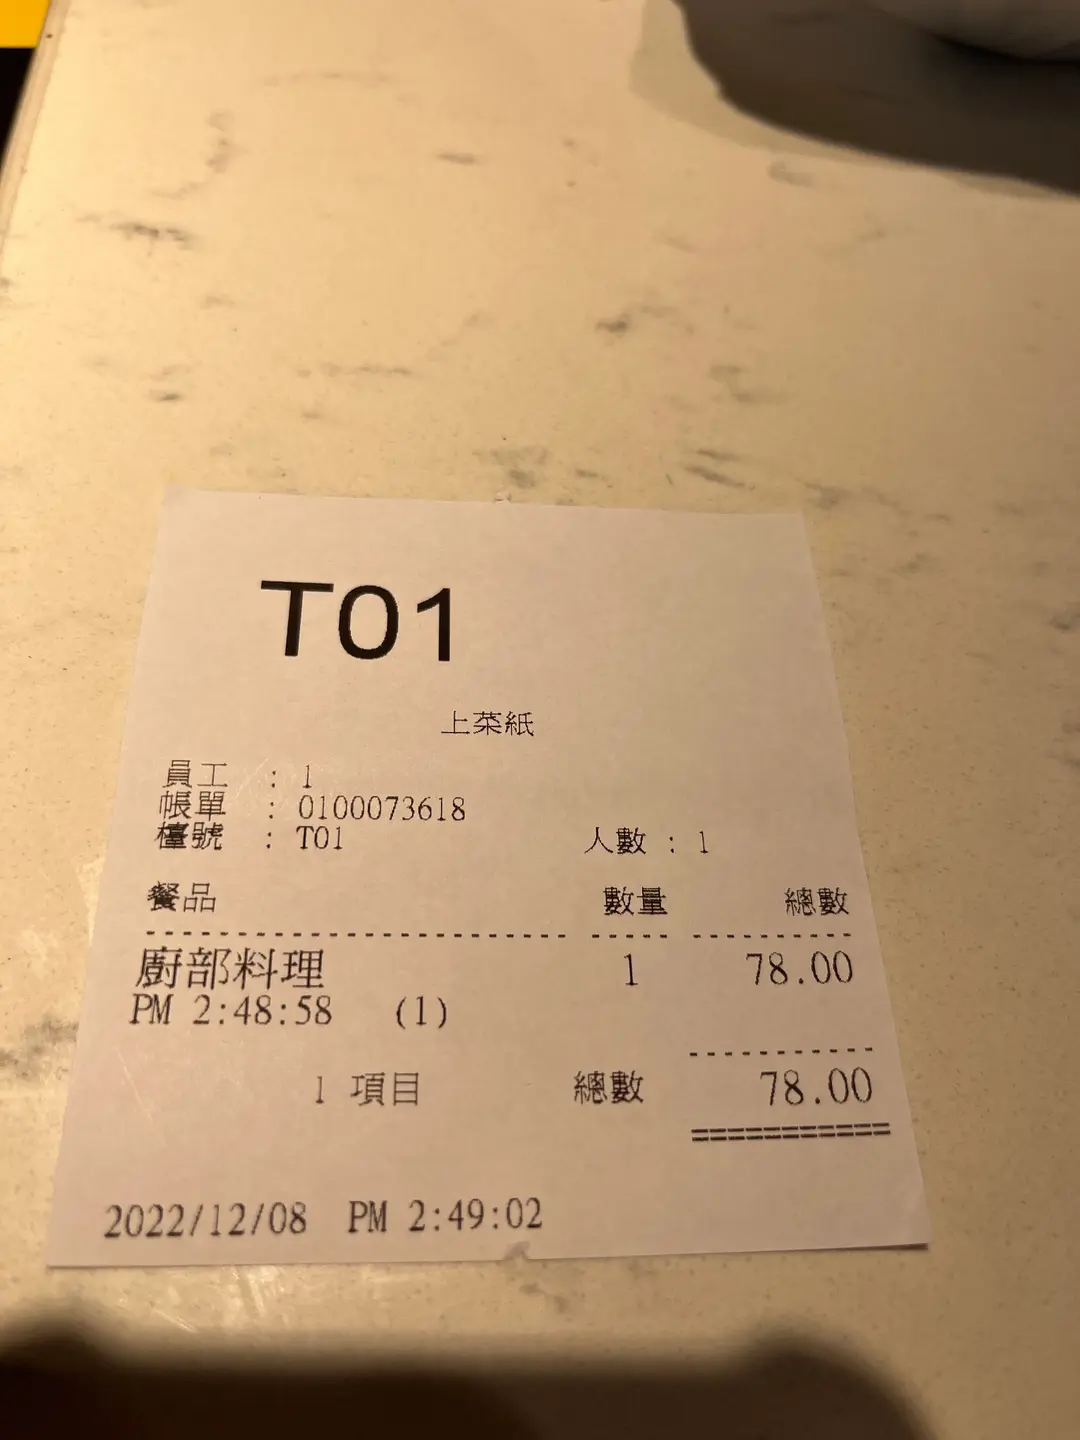 T01
上菜紙
員工 : 1
帳單 : 0100073618
檯號 : T01 人數 : 1
餐品 數量 總數
廚部料理 1 78.00
PM 2:48:58 (1)
1 項目 總數 78.00
2022/12/08 PM 2:49:02